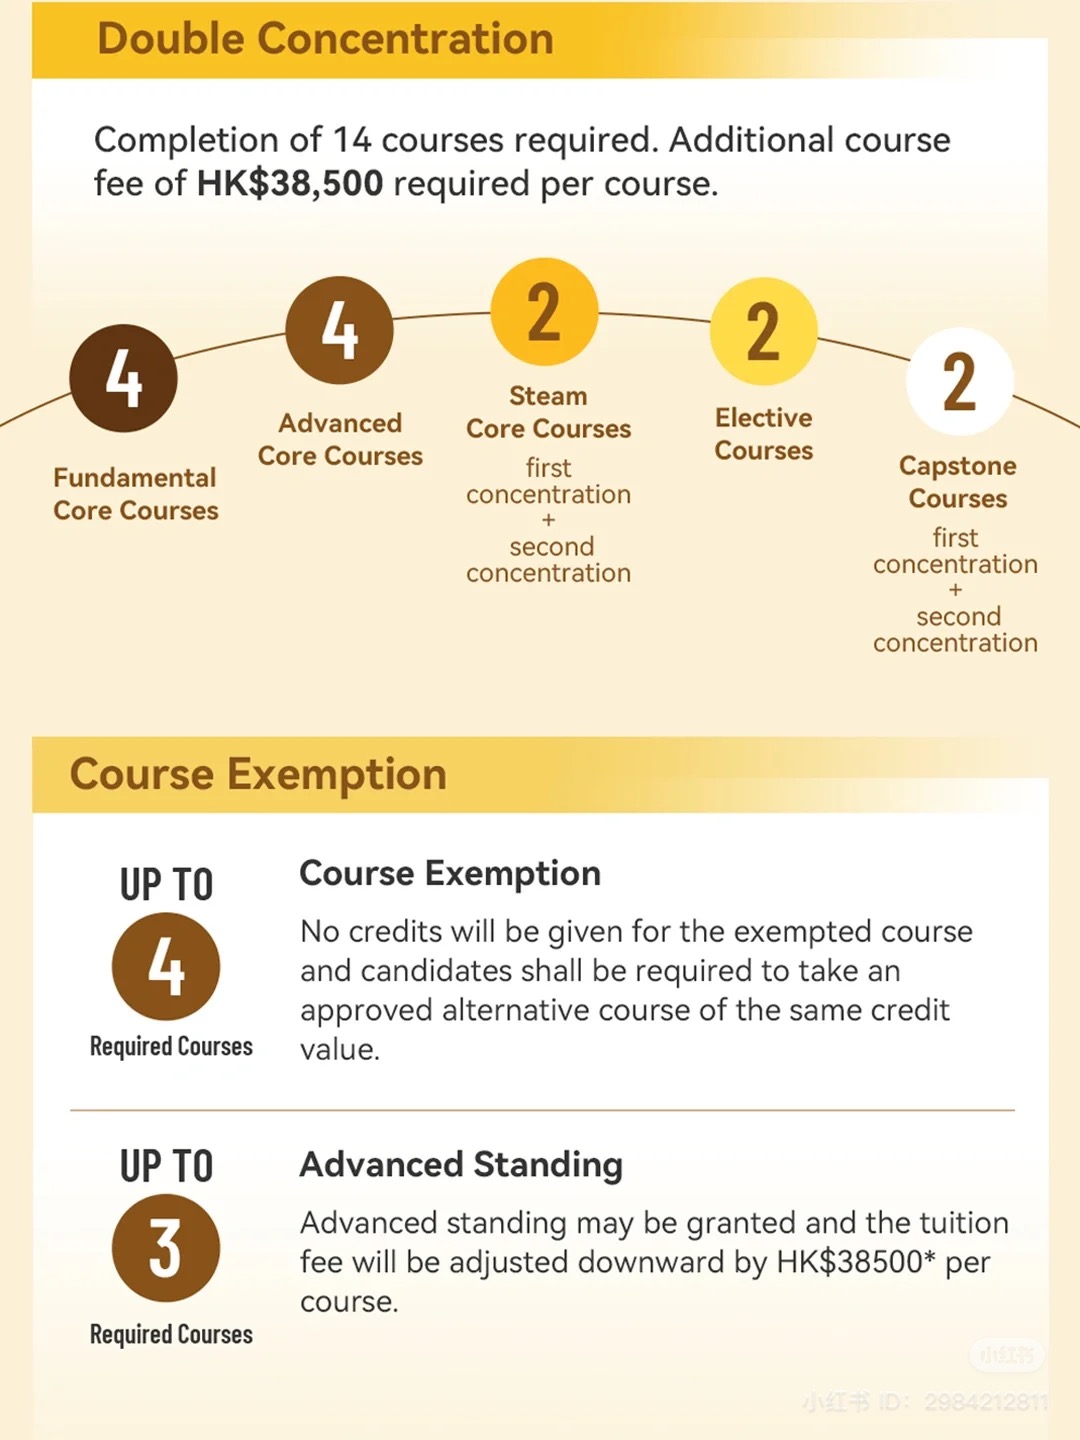 Double Concentration
Completion of 14 courses required. Additional course
fee of HK$38,500 required per course.
4
Fundamental
Core Courses
4
Advanced
Core Courses
2
Steam
Core Courses
first
concentration
+
second
concentration
2
Elective
Courses
2
Capstone
Courses
first
concentration
+
second
concentration
Course Exemption
UP TO
4
Required Courses
Course Exemption
No credits will be given for the exempted course
and candidates shall be required to take an
approved alternative course of the same credit
value.
UP TO
3
Required Courses
Advanced Standing
Advanced standing may be granted and the tuition
fee will be adjusted downward by HK$38500* per
course.
小红书
小红书 ID: 2984212811